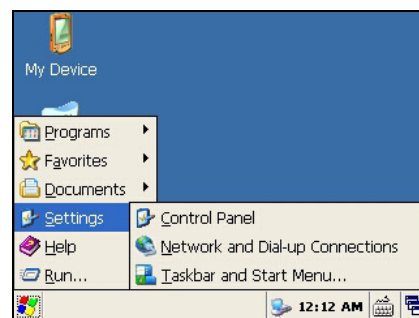 My Device
Programs
Favorites
Documents
Settings
Help
Run...
Control Panel
Network and Dial-up Connections
Taskbar and Start Menu...
12:12 AM